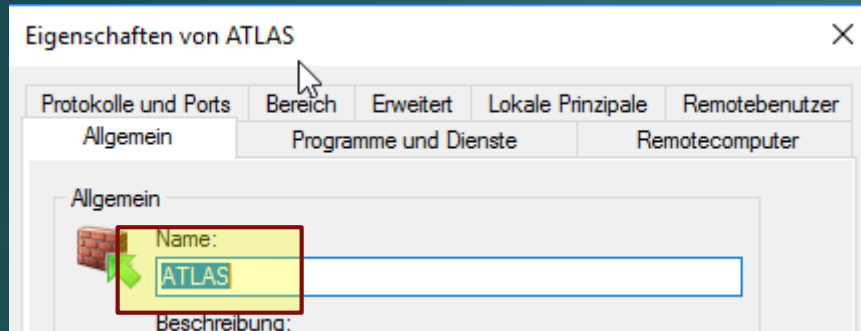 Eigenschaften von ATLAS
Protokolle und Ports Bereich Erweitert Lokale Prinzipale Remotebenutzer
Allgemein Programme und Dienste Remotecomputer
Allgemein
Name:
ATLAS
Beschreibung: